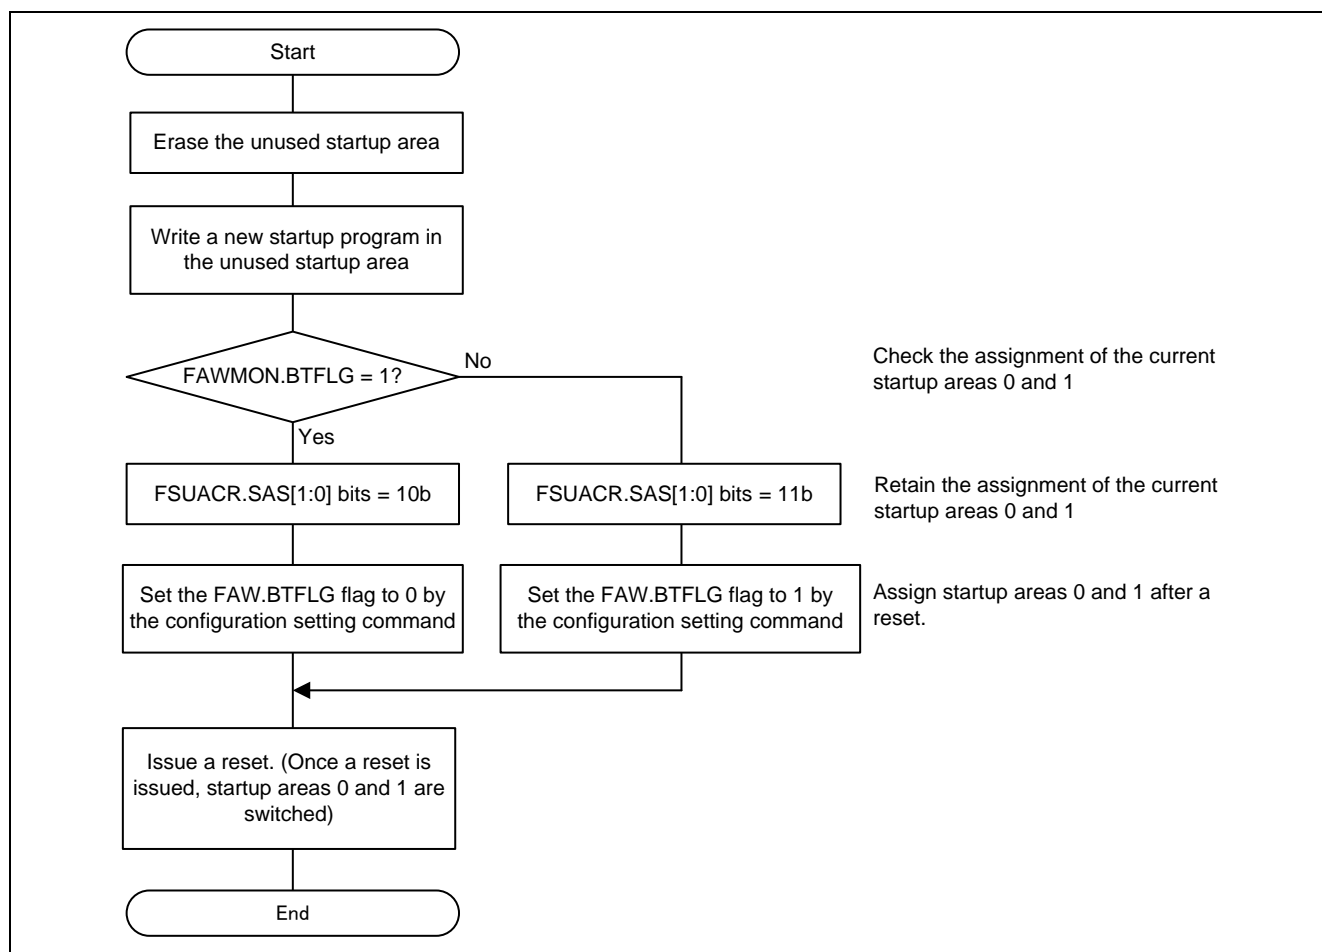 Start
Erase the unused startup area
Write a new startup program in
the unused startup area
FAWMON.BTFLG = 1?
No
Check the assignment of the current
startup areas 0 and 1
Yes
FSUACR.SAS[1:0] bits = 10b
FSUACR.SAS[1:0] bits = 11b
Retain the assignment of the current
startup areas 0 and 1
Set the FAW.BTFLG flag to 0 by
the configuration setting command
Set the FAW.BTFLG flag to 1 by
the configuration setting command
Assign startup areas 0 and 1 after a
reset.
Issue a reset. (Once a reset is
issued, startup areas 0 and 1 are
switched)
End